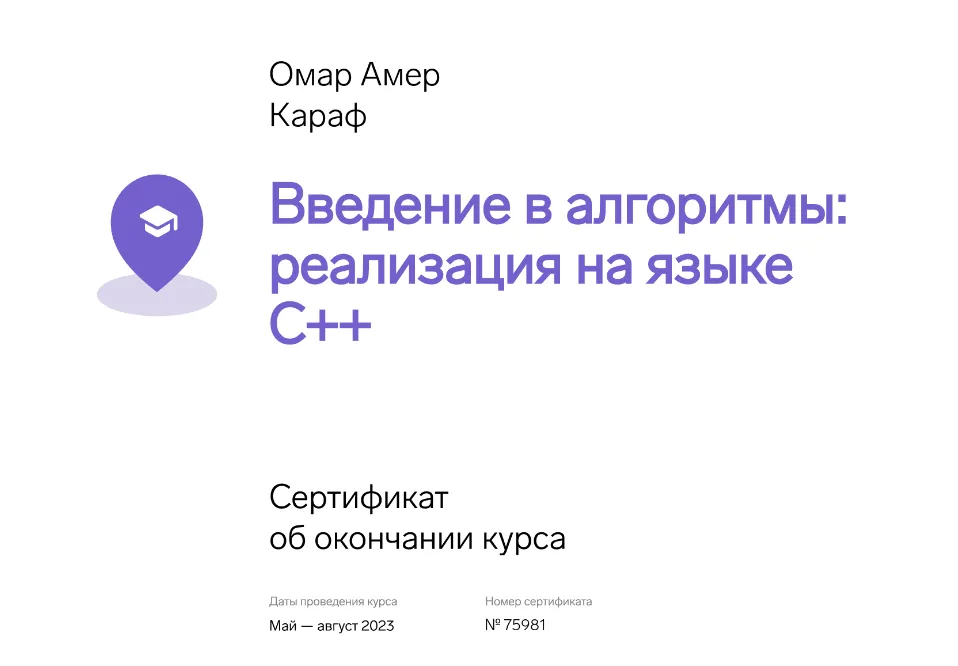 Омар Амер
Караф
Введение в алгоритмы:
реализация на языке
C++
Сертификат
об окончании курса
Даты проведения курса
Номер сертификата
Май — август 2023
№ 75981